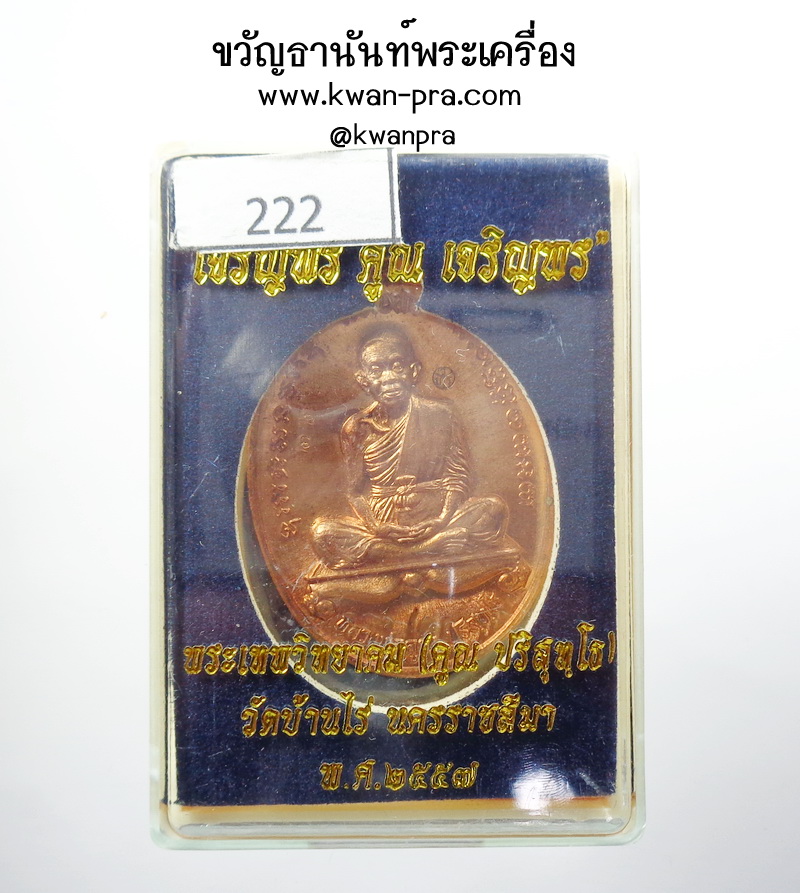 ขวัญธานันท์พระเครื่อง
www.kwan-pra.com
@kwanpra
222
เจริญพร คูณ เจริญพร"
พระเทพวิทยาคม (คูณ ปริสุทฺโธ)
วัดบ้านไร่ นครราชสีมา
พ.ศ.๒๕๕๗